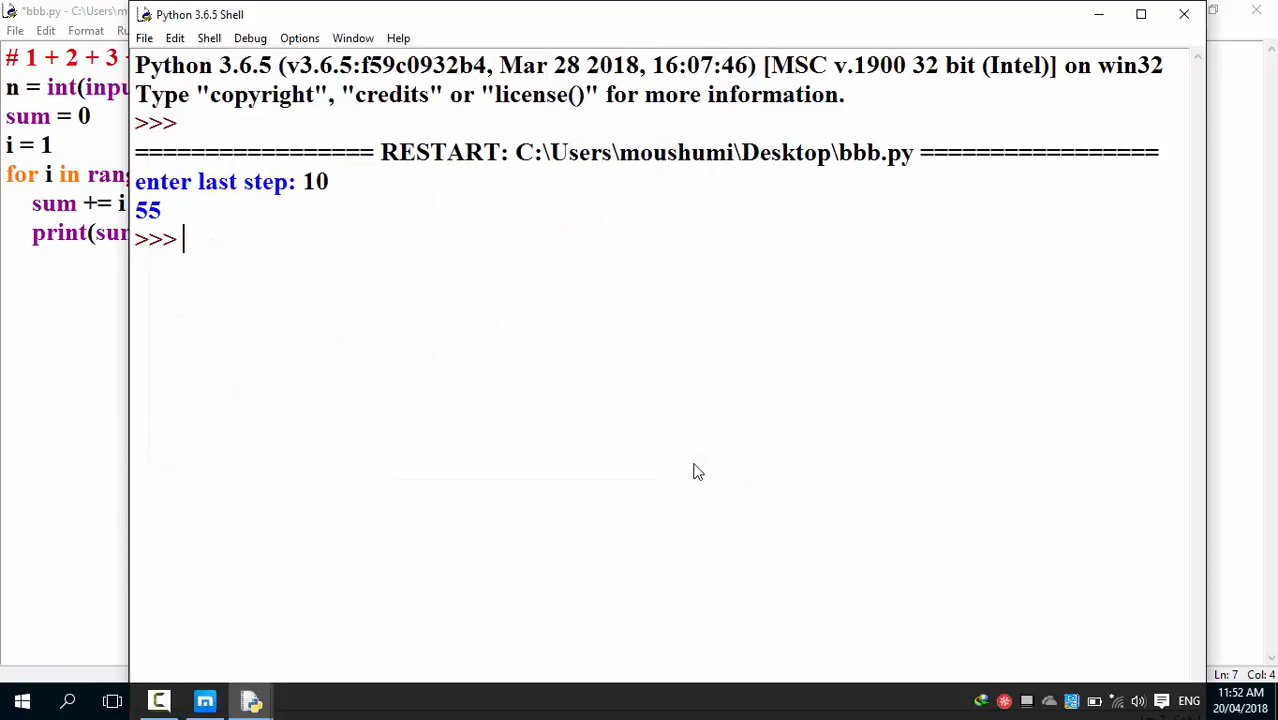 *bbb.py - C:\Users\m
File Edit Format Ru
# 1 + 2 + 3
n = int(inpu
sum = 0
i = 1
for i in rang
sum += i
print(sum
Python 3.6.5 Shell
File Edit Shell Debug Options Window Help
Python 3.6.5 (v3.6.5:f59c0932b4, Mar 28 2018, 16:07:46) [MSC v.1900 32 bit (Intel)] on win32
Type "copyright", "credits" or "license()" for more information.
>>>
================= RESTART: C:\Users\moushumi\Desktop\bbb.py =================
enter last step: 10
55
>>>
Ln: 7 Col: 4
ENG
11:52 AM
20/04/2018